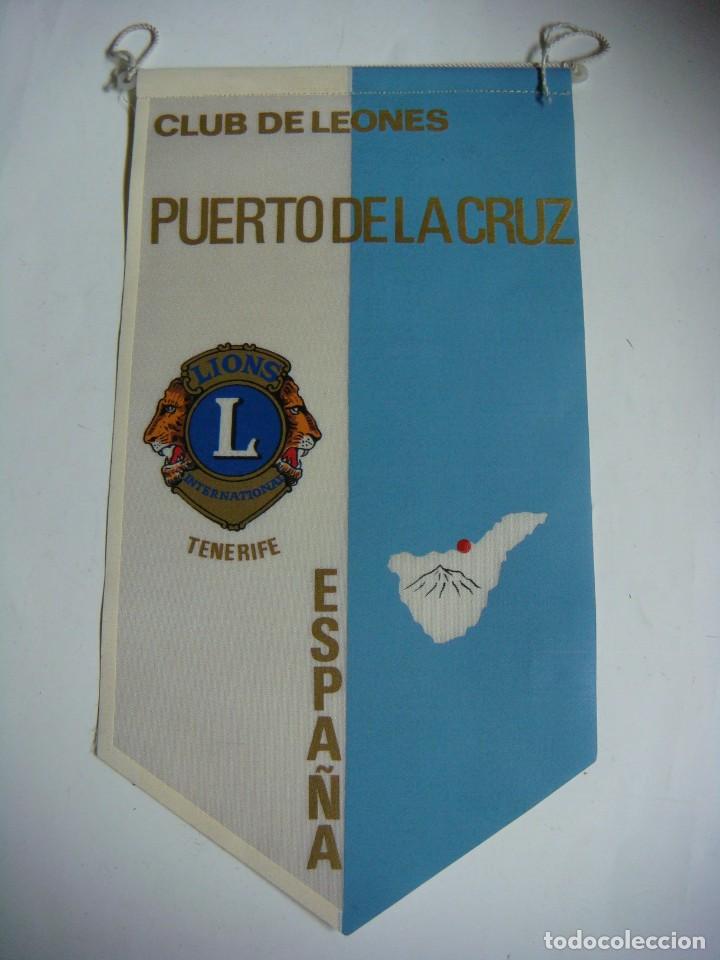 CLUB DE LEONES
PUERTO DE LA CRUZ
LIONS
L
INTERNATIONAL
TENERIFE
ESPAÑA
todocoleccion